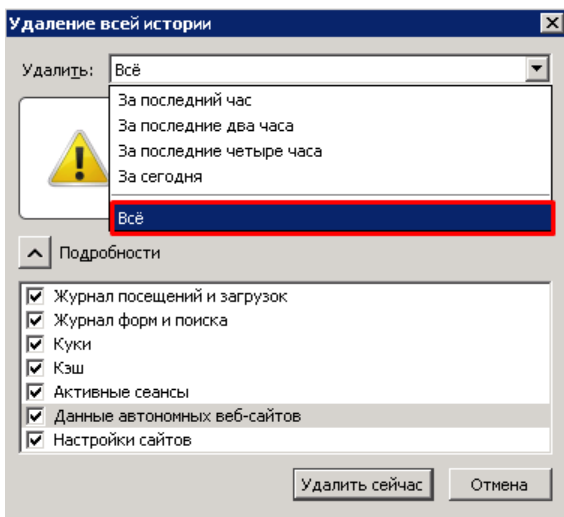 Удаление всей истории
Удалить: Всё
За последний час
За последние два часа
За последние четыре часа
За сегодня
Всё
Подробности
Журнал посещений и загрузок
Журнал форм и поиска
Куки
Кэш
Активные сеансы
Данные автономных веб-сайтов
Настройки сайтов
Удалить сейчас Отмена